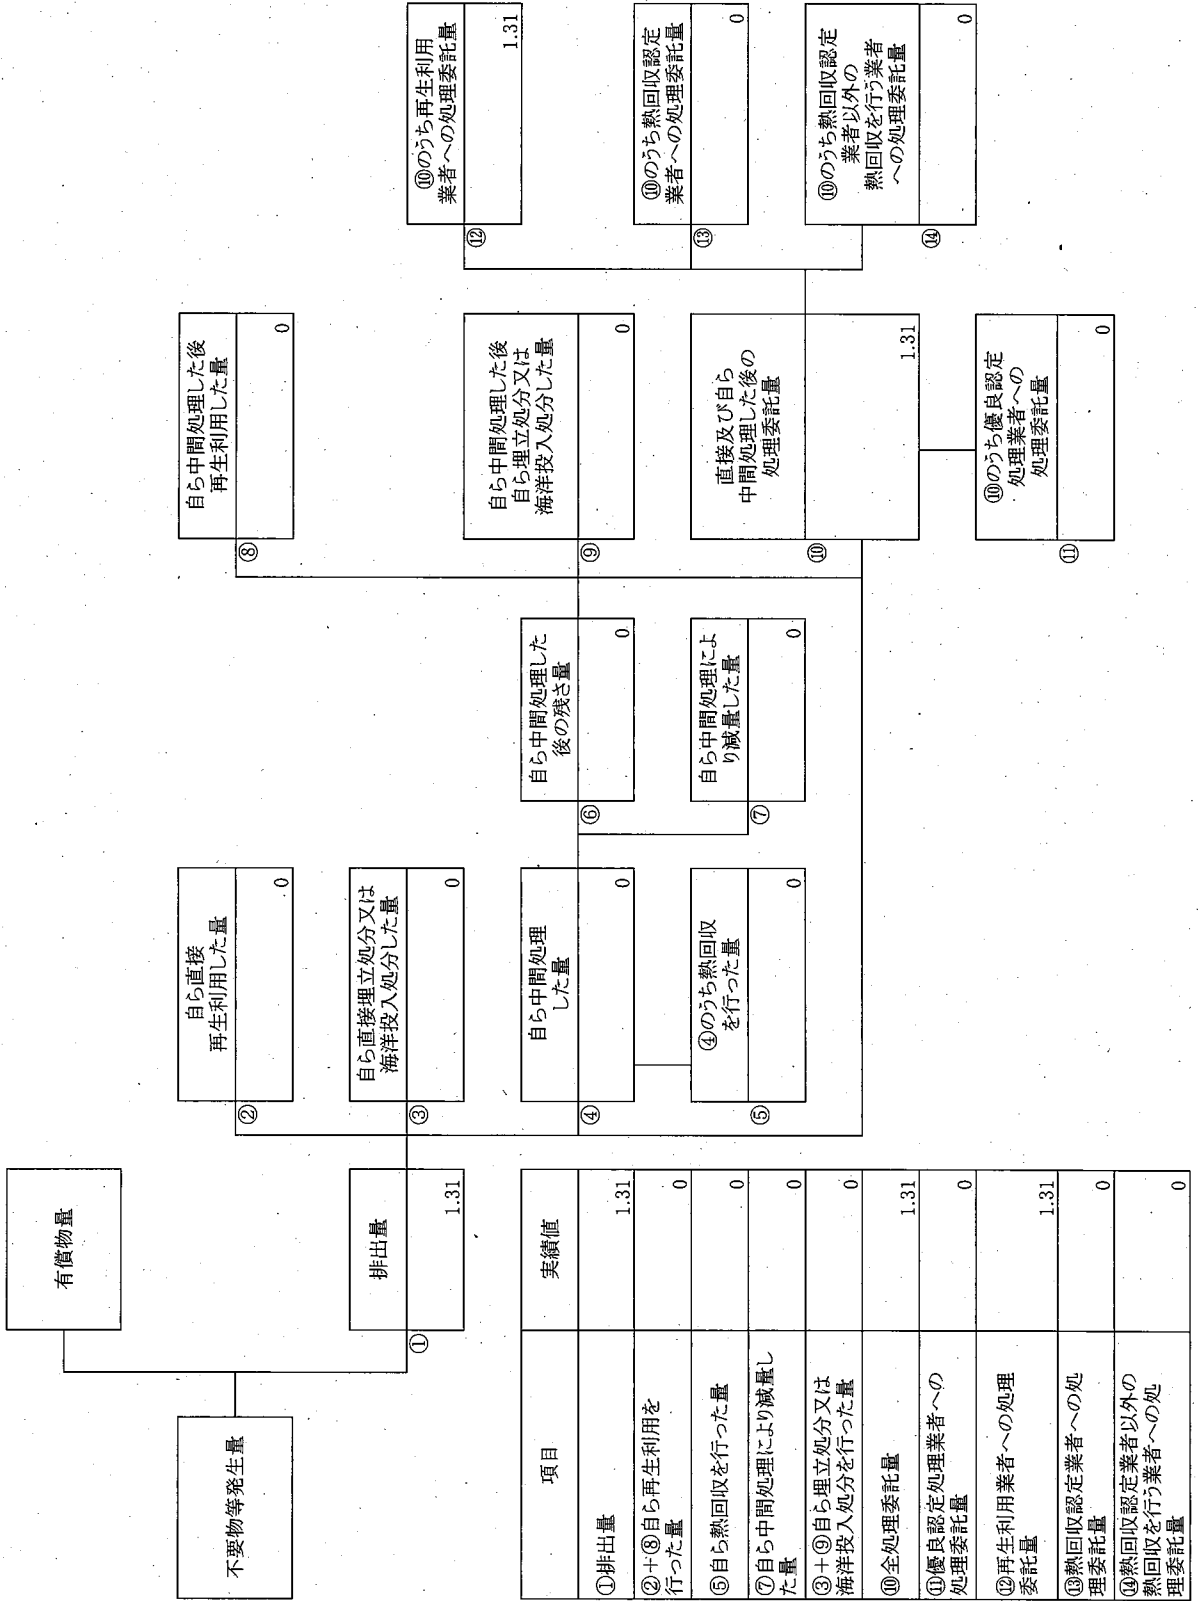 不要物等発生量
有償物量
排出量
①
1.31
自ら直接
再生利用した量
②
0
自ら直接埋立処分又は
海洋投入処分した量
③
0
自ら中間処理
した量
④
0
④のうち熱回収
を行った量
⑤
0
自ら中間処理した
後の残さ量
⑥
0
自ら中間処理によ
り減量した量
⑦
0
自ら中間処理した後
再生利用した量
⑧
0
自ら中間処理した後
自ら埋立処分又は
海洋投入処分した量
⑨
0
直接及び自ら
中間処理した後の
処理委託量
⑩
1.31
⑩のうち優良認定
処理業者への
処理委託量
⑪
0
⑩のうち再生利用
業者への処理委託量
⑫
1.31
⑩のうち熱回収認定
業者への処理委託量
⑬
0
⑩のうち熱回収認定
業者以外の
熱回収を行う業者
への処理委託量
⑭
0
項目 実績値
①排出量 1.31
②+⑧自ら再生利用を
行った量 0
⑤自ら熱回収を行った量 0
⑦自ら中間処理により減量し
た量 0
③+⑨自ら埋立処分又は
海洋投入処分を行った量 0
⑩全処理委託量 1.31
⑪優良認定処理業者への
処理委託量 0
⑫再生利用業者への処理
委託量 1.31
⑬熱回収認定業者への処
理委託量 0
⑭熱回収認定業者以外の
熱回収を行う業者への処
理委託量 0